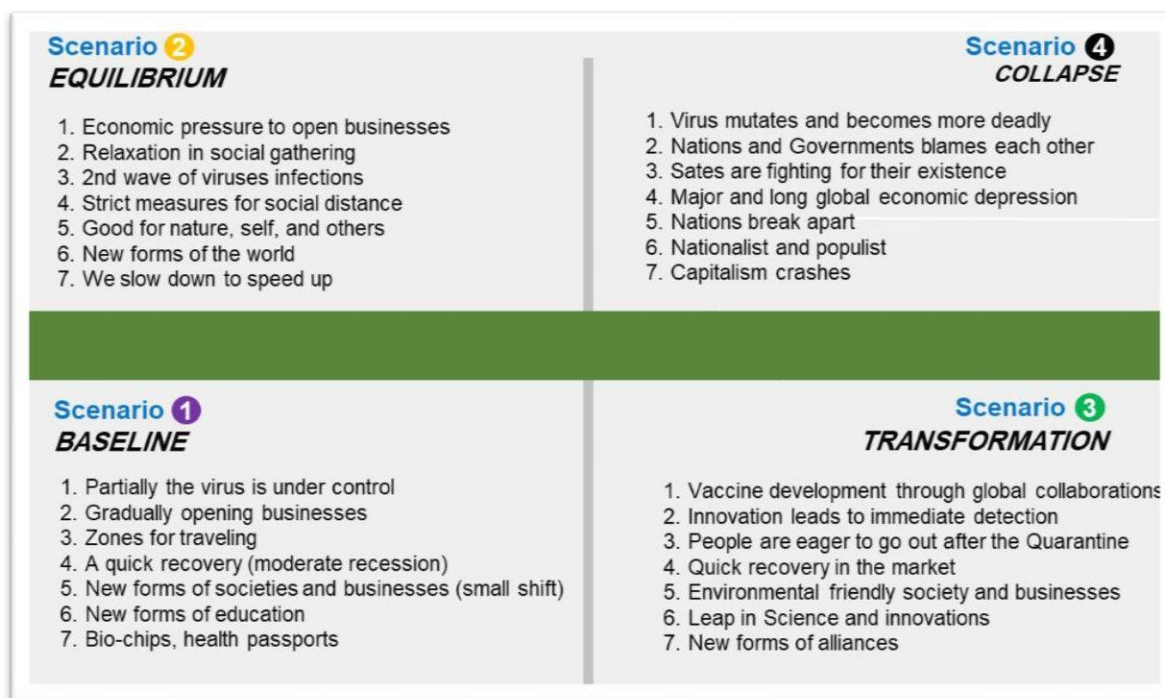 Scenario 2
EQUILIBRIUM
1. Economic pressure to open businesses
2. Relaxation in social gathering
3. 2nd wave of viruses infections
4. Strict measures for social distance
5. Good for nature, self, and others
6. New forms of the world
7. We slow down to speed up
Scenario 4
COLLAPSE
1. Virus mutates and becomes more deadly
2. Nations and Governments blames each other
3. Sates are fighting for their existence
4. Major and long global economic depression
5. Nations break apart
6. Nationalist and populist
7. Capitalism crashes
Scenario 1
BASELINE
1. Partially the virus is under control
2. Gradually opening businesses
3. Zones for traveling
4. A quick recovery (moderate recession)
5. New forms of societies and businesses (small shift)
6. New forms of education
7. Bio-chips, health passports
Scenario 3
TRANSFORMATION
1. Vaccine development through global collaborations
2. Innovation leads to immediate detection
3. People are eager to go out after the Quarantine
4. Quick recovery in the market
5. Environmental friendly society and businesses
6. Leap in Science and innovations
7. New forms of alliances